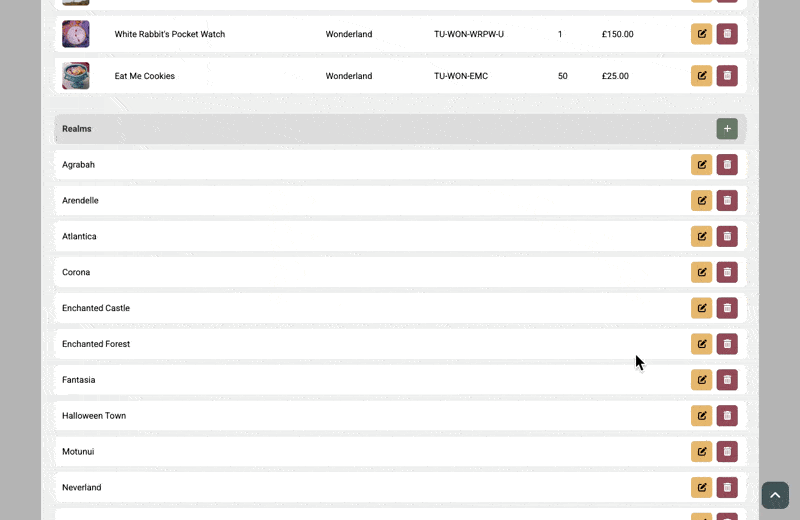 White Rabbit's Pocket Watch Wonderland TU-WON-WRPW-U 1 £150.00
Eat Me Cookies Wonderland TU-WON-EMC 50 £25.00
Realms
Agrabah
Arendelle
Atlantica
Corona
Enchanted Castle
Enchanted Forest
Fantasia
Halloween Town
Motunui
Neverland